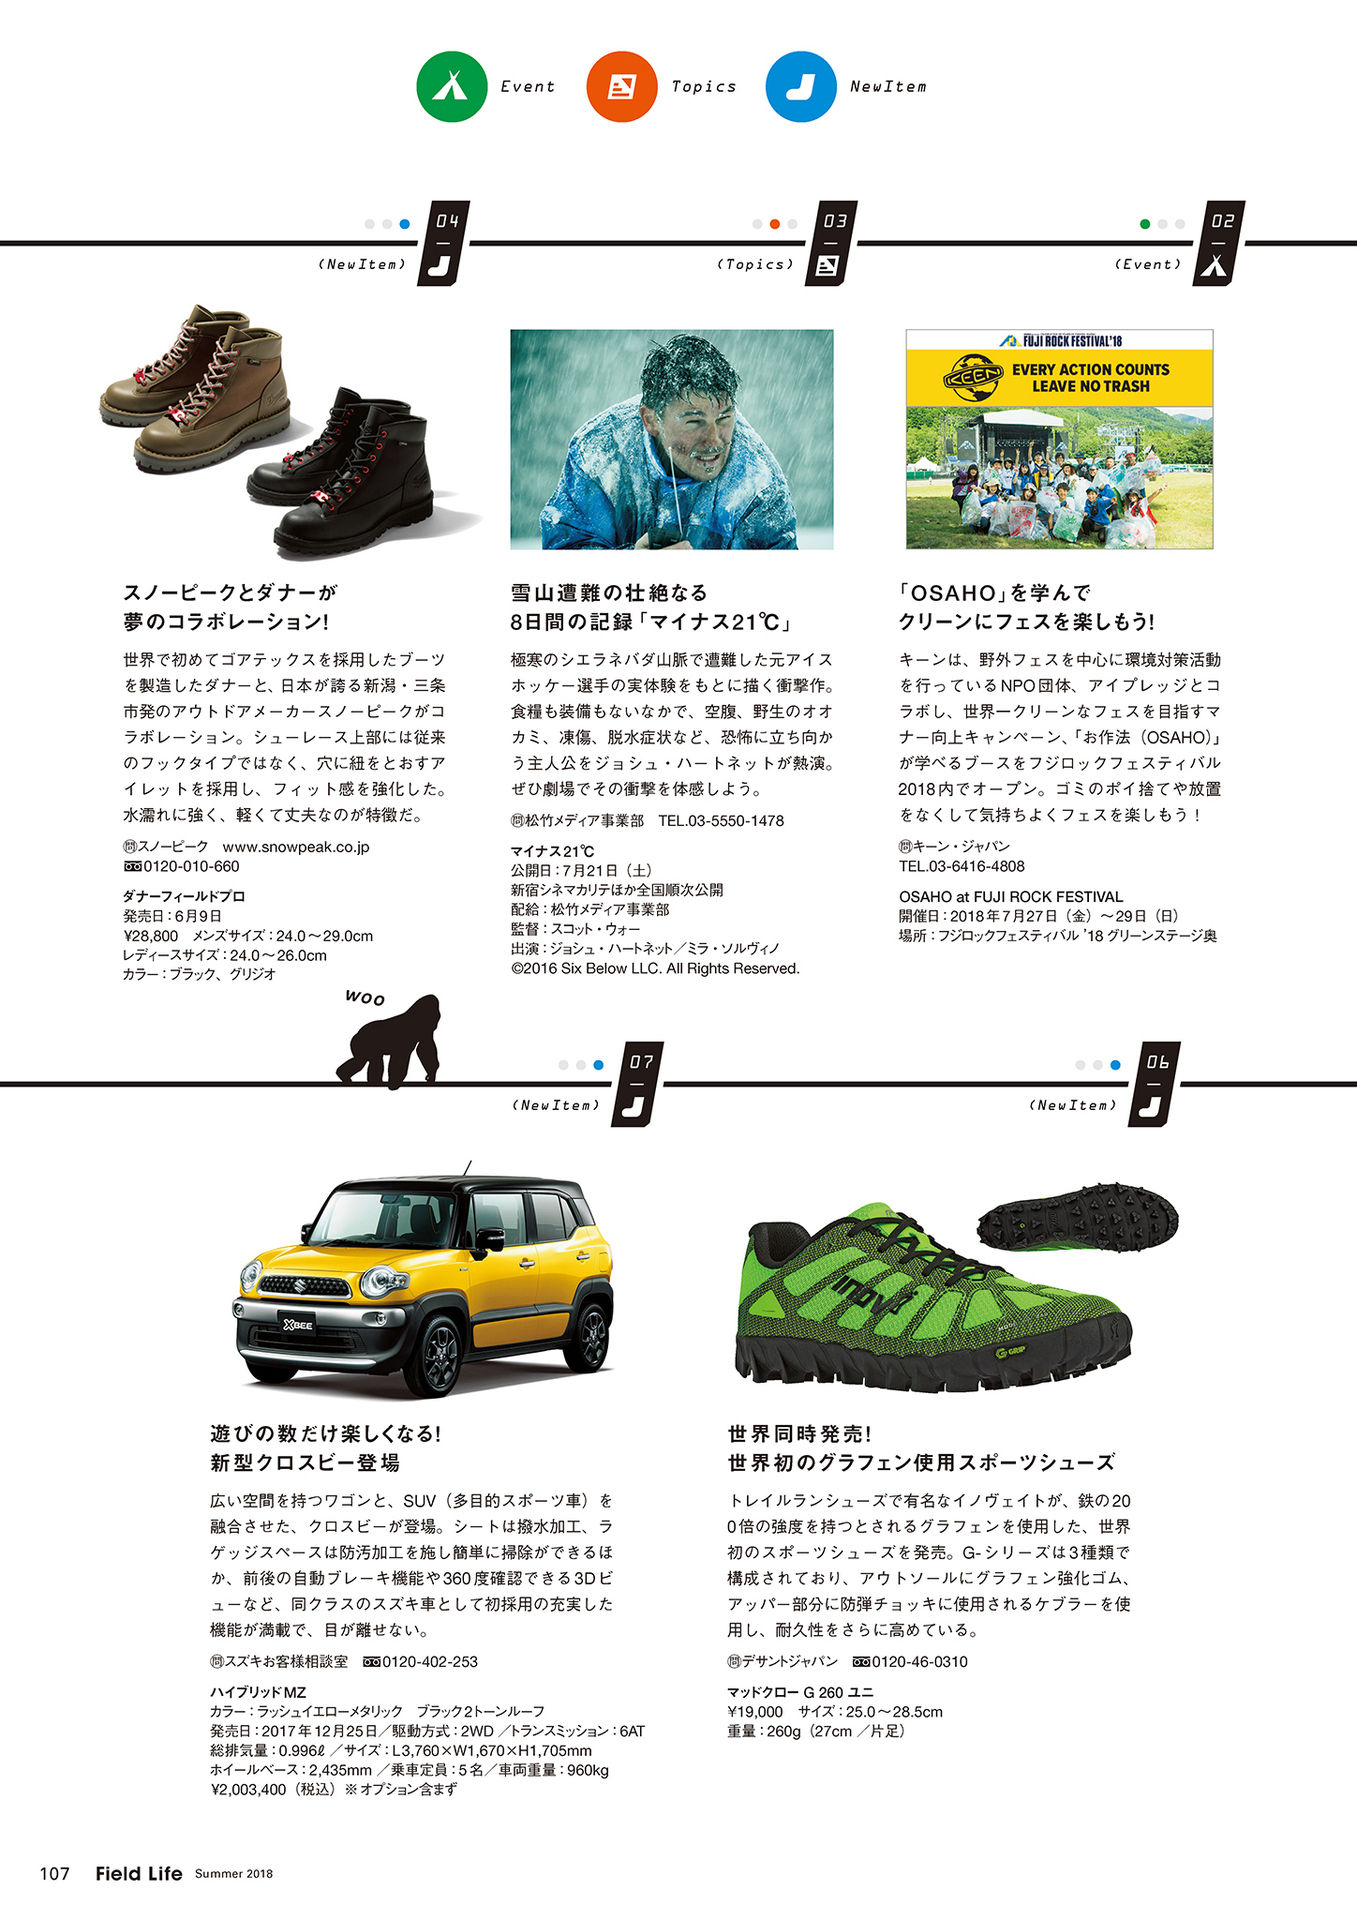 Event
Topics
NewItem
02
(Event)
FUJI ROCK FESTIVAL'18
KEEN
EVERY ACTION COUNTS
LEAVE NO TRASH
「OSAHO」を学んで
クリーンにフェスを楽しもう!
キーンは、野外フェスを中心に環境対策活動
を行っているNPO団体、アイプレッジとコ
ラボし、世界一クリーンなフェスを目指すマ
ナー向上キャンペーン、「お作法（OSAHO）」
が学べるブースをフジロックフェスティバル
2018内でオープン。ゴミのポイ捨てや放置
をなくして気持ちよくフェスを楽しもう！
㉄キーン・ジャパン
TEL.03-6416-4808
OSAHO at FUJI ROCK FESTIVAL
開催日：2018年7月27日（金）〜29日（日）
場所：フジロックフェスティバル ’18 グリーンステージ奥
03
(Topics)
雪山遭難の壮絶なる
8日間の記録「マイナス21℃」
極寒のシエラネバダ山脈で遭難した元アイス
ホッケー選手の実体験をもとに描く衝撃作。
食糧も装備もないなかで、空腹、野生のオオ
カミ、凍傷、脱水症状など、恐怖に立ち向か
う主人公をジョシュ・ハートネットが熱演。
ぜひ劇場でその衝撃を体感しよう。
㉄松竹メディア事業部　TEL.03-5550-1478
マイナス21℃
公開日：7月21日（土）
新宿シネマカリテほか全国順次公開
配給：松竹メディア事業部
監督：スコット・ウォー
出演：ジョシュ・ハートネット／ミラ・ソルヴィノ
©2016 Six Below LLC. All Rights Reserved.
04
(NewItem)
スノーピークとダナーが
夢のコラボレーション!
世界で初めてゴアテックスを採用したブーツ
を製造したダナーと、日本が誇る新潟・三条
市発のアウトドアメーカースノーピークがコ
ラボレーション。シューレース上部には従来
のフックタイプではなく、穴に紐をとおすア
イレットを採用し、フィット感を強化した。
水濡れに強く、軽くて丈夫なのが特徴だ。
㉄スノーピーク　www.snowpeak.co.jp
0120-010-660
ダナーフィールドプロ
発売日：6月9日
¥28,800　メンズサイズ：24.0〜29.0cm
レディースサイズ：24.0〜26.0cm
カラー：ブラック、グリジオ
WOO
06
(NewItem)
inov8
G GRIP
世界同時発売!
世界初のグラフェン使用スポーツシューズ
トレイルランシューズで有名なイノヴェイトが、鉄の20
0倍の強度を持つとされるグラフェンを使用した、世界
初のスポーツシューズを発売。G-シリーズは3種類で
構成されており、アウトソールにグラフェン強化ゴム、
アッパー部分に防弾チョッキに使用されるケブラーを使
用し、耐久性をさらに高めている。
㉄デサントジャパン　0120-46-0310
マッドクロー G 260 ユニ
¥19,000　サイズ：25.0〜28.5cm
重量：260g（27cm ／片足）
07
(NewItem)
XBEE
遊びの数だけ楽しくなる!
新型クロスビー登場
広い空間を持つワゴンと、SUV（多目的スポーツ車）を
融合させた、クロスビーが登場。シートは撥水加工、ラ
ゲッジスペースは防汚加工を施し簡単に掃除ができるほ
か、前後の自動ブレーキ機能や360度確認できる3Dビ
ューなど、同クラスのスズキ車として初採用の充実した
機能が満載で、目が離せない。
㉄スズキお客様相談室　0120-402-253
ハイブリッドMZ
カラー：ラッシュイエローメタリック　ブラック2トーンルーフ
発売日：2017年12月25日／駆動方式：2WD ／トランスミッション：6AT
総排気量：0.996ℓ ／サイズ：L3,760×W1,670×H1,705mm
ホイールベース：2,435mm ／乗車定員：5名／車両重量：960kg
¥2,003,400（税込）※オプション含まず
107 Field Life Summer 2018